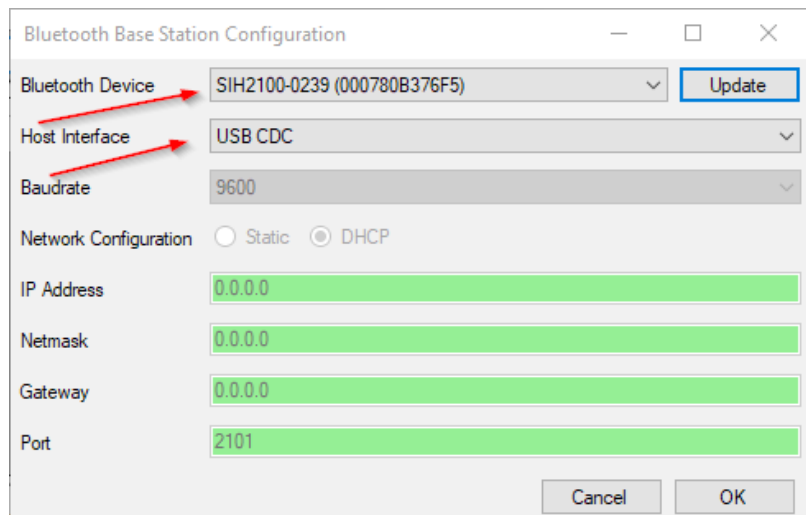 Bluetooth Base Station Configuration
Bluetooth Device SIH2100-0239 (000780B376F5) Update
Host Interface USB CDC
Baudrate 9600
Network Configuration Static DHCP
IP Address 0.0.0.0
Netmask 0.0.0.0
Gateway 0.0.0.0
Port 2101
Cancel OK